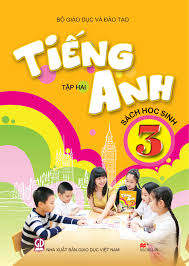 BỘ GIÁO DỤC VÀ ĐÀO TẠO
TIẾNG
ANH
TẬP HAI
SÁCH HỌC SINH
3
NHÀ XUẤT BẢN GIÁO DỤC VIỆT NAM
MACMILLAN